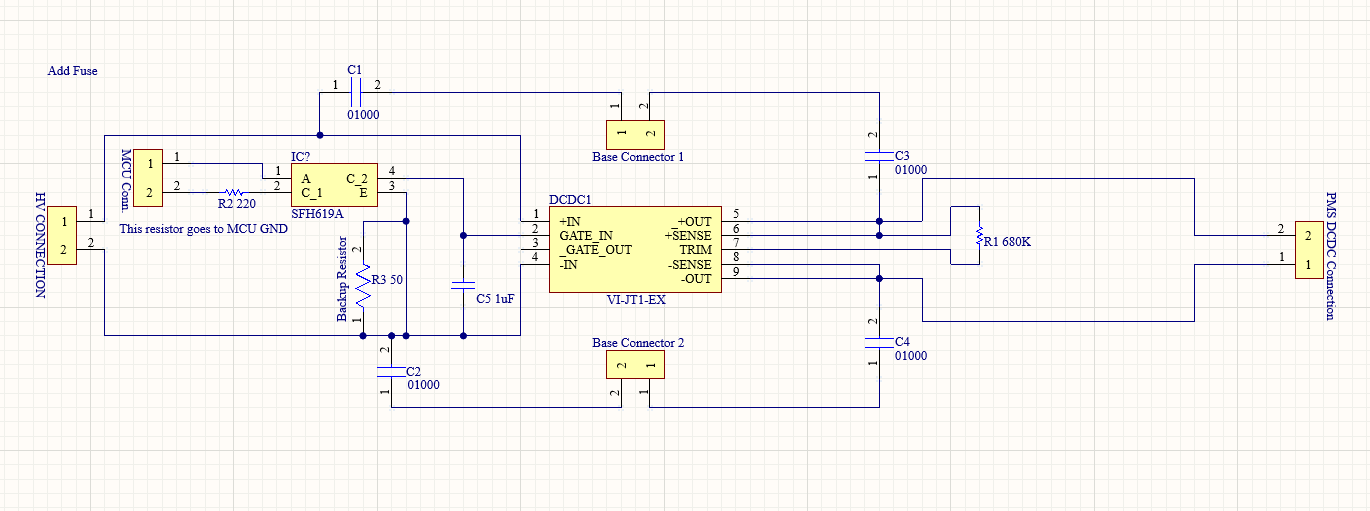 Add Fuse
C1
1
2
01000
1
2
1
2
Base Connector 1
2
C3
01000
1
MCU Conn.
1
2
1
2
R2 220
This resistor goes to MCU GND
IC?
1
2
A
C_1
C_2
E
4
3
SFH619A
HV CONNECTION
1
2
1
2
Backup Resistor
2
R3 50
1
C5 1uF
DCDC1
1
2
3
4
+IN
GATE_IN
_GATE_OUT
-IN
_+OUT
+SENSE
TRIM
-SENSE
-OUT
5
6
7
8
9
VI-JT1-EX
R1 680K
2
1
2
1
PMS DCDC Connection
2
C2
01000
1
Base Connector 2
2
1
2
1
2
C4
01000
1